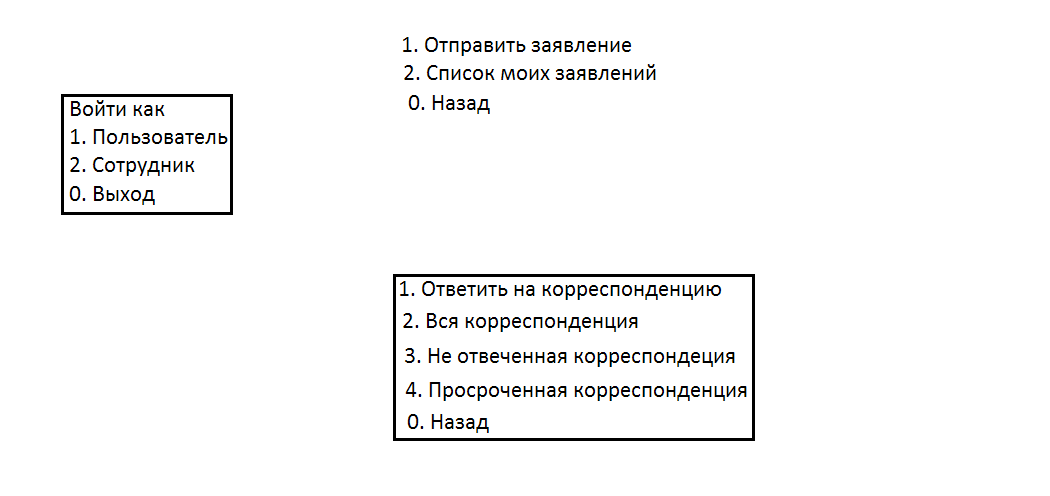 Войти как
1. Пользователь
2. Сотрудник
0. Выход
1. Отправить заявление
2. Список моих заявлений
0. Назад
1. Ответить на корреспонденцию
2. Вся корреспонденция
3. Не отвеченная корреспондеция
4. Просроченная корреспонденция
0. Назад